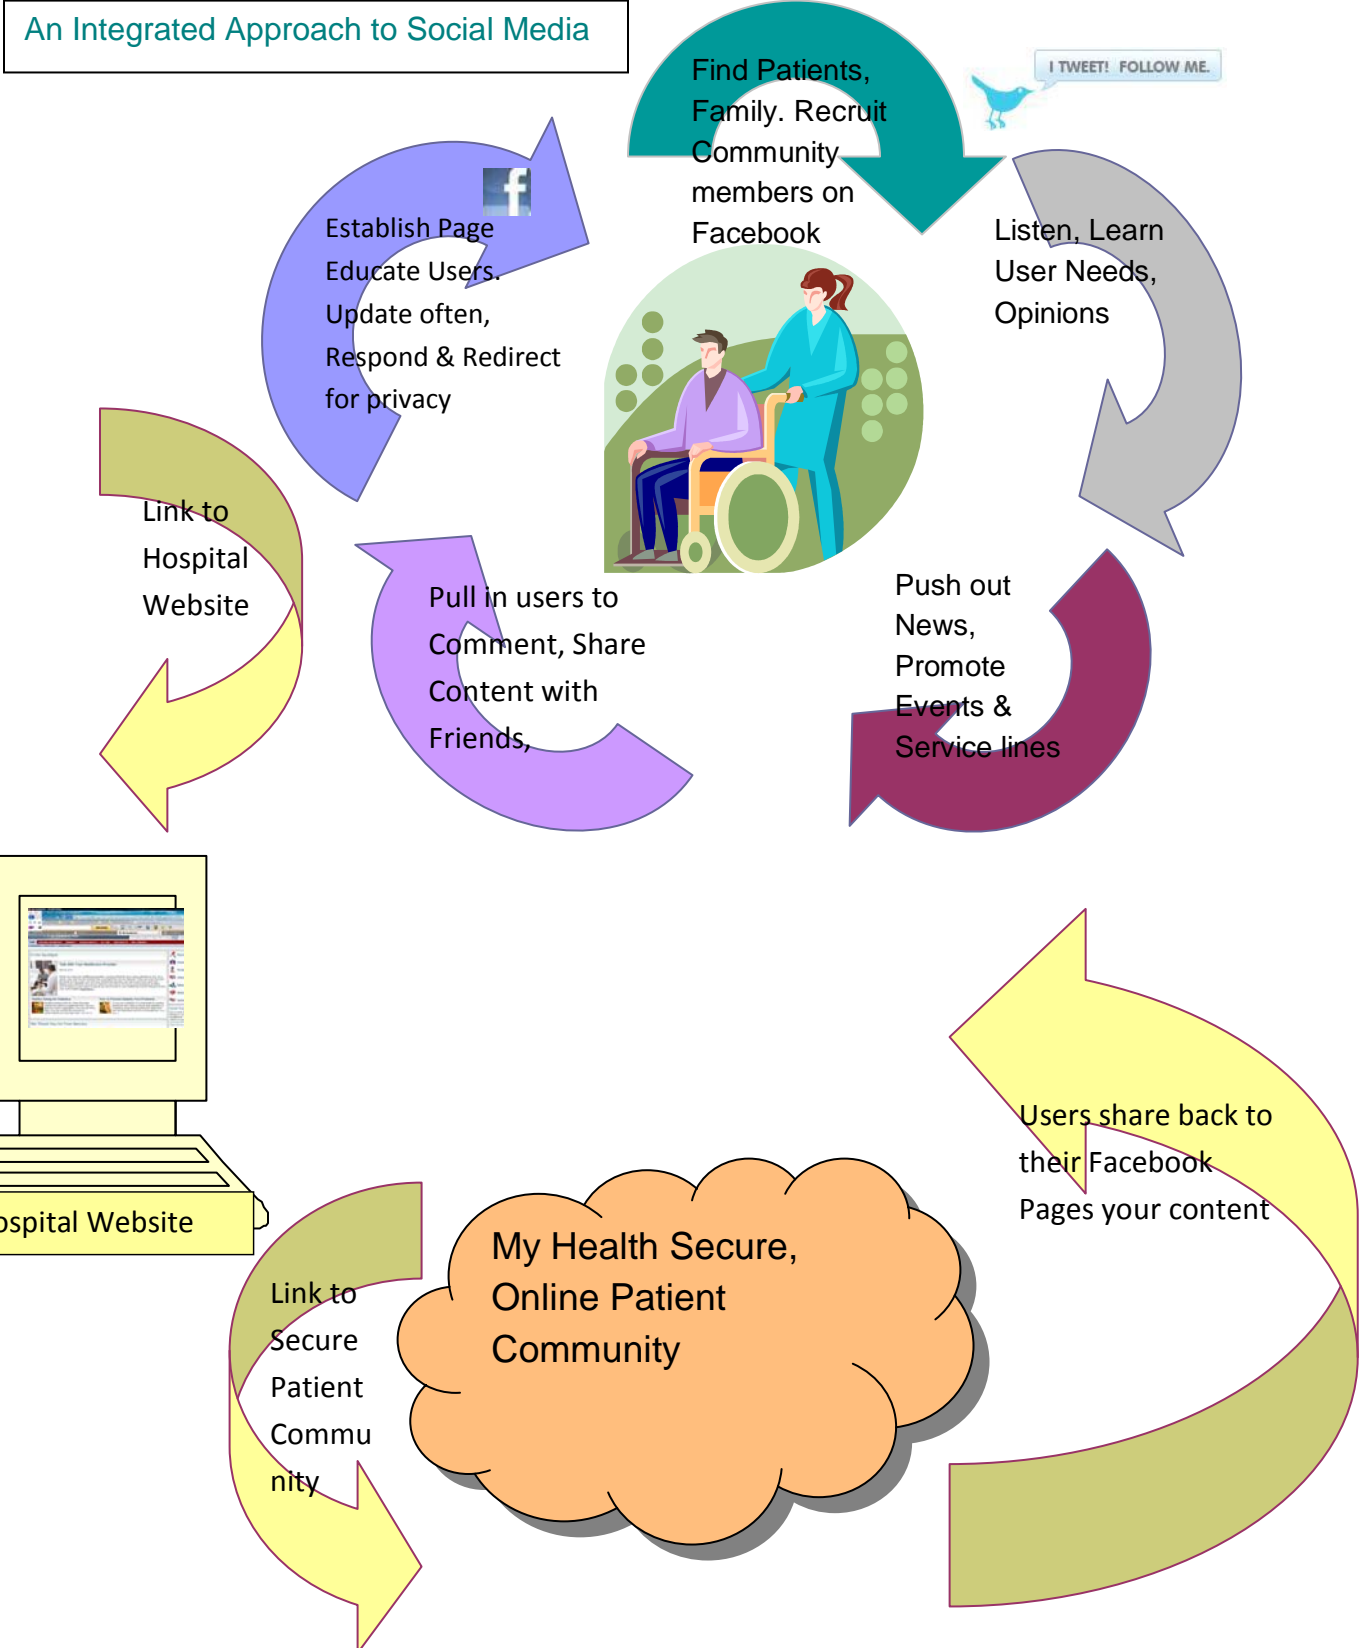 An Integrated Approach to Social Media
Find Patients,
Family. Recruit
Community
members on
Facebook
I TWEET! FOLLOW ME.
f
Establish Page
Educate Users.
Update often,
Respond & Redirect
for privacy
Listen, Learn
User Needs,
Opinions
Link to
Hospital
Website
Pull in users to
Comment, Share
Content with
Friends,
Push out
News,
Promote
Events &
Service lines
ospital Website
Users share back to
their Facebook
Pages your content
My Health Secure,
Online Patient
Community
Link to
Secure
Patient
Commu
nity